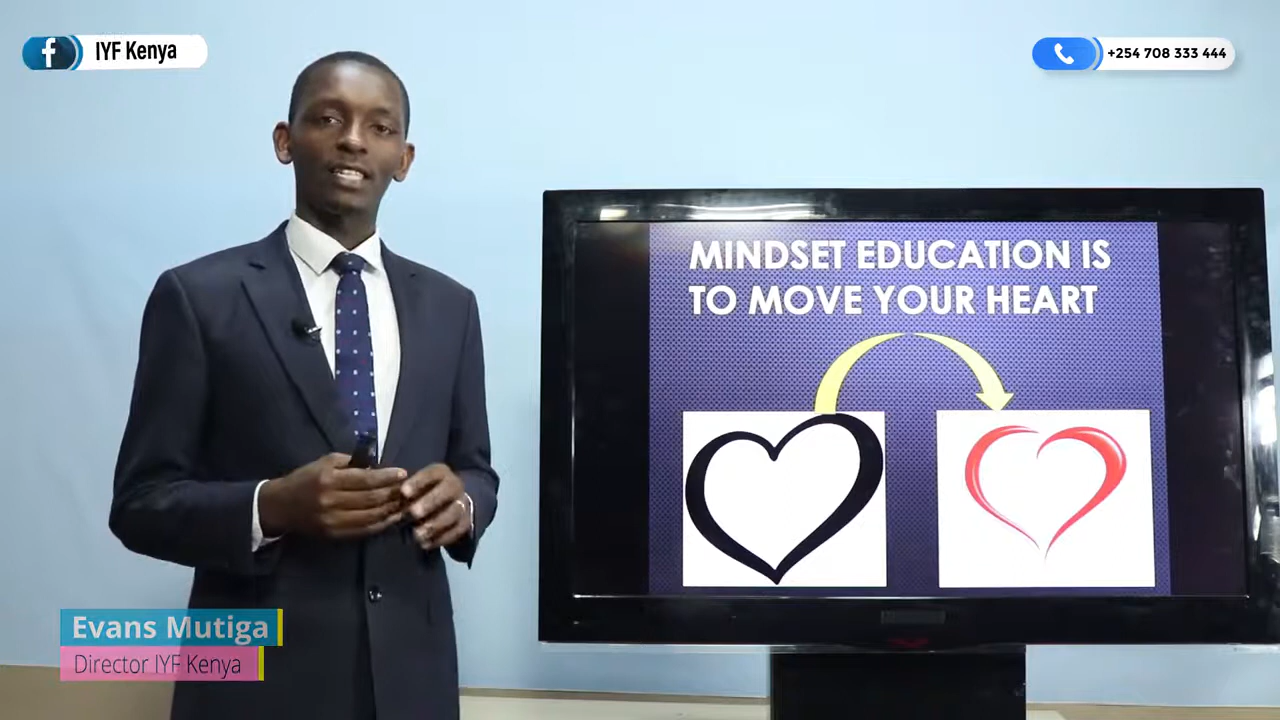 IYF Kenya
+254 708 333 444
MINDSET EDUCATION IS
TO MOVE YOUR HEART
Evans Mutiga
Director IYF Kenya